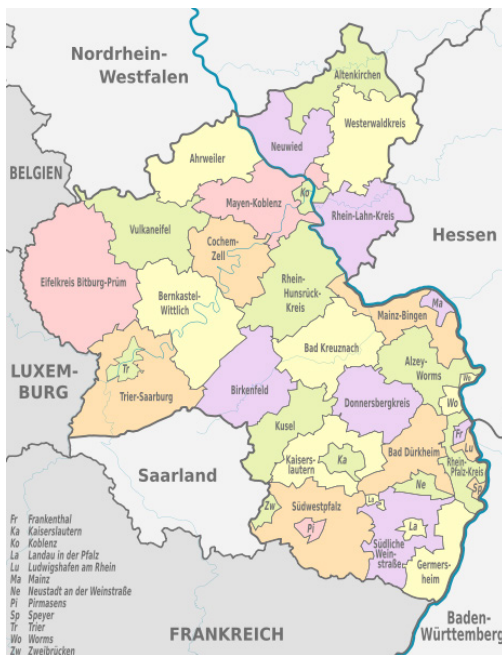 Nordrhein-
Westfalen
Altenkirchen
Westerwaldkreis
Neuwied
Ahrweiler
BELGIEN
Ko
Mayen-Koblenz
Rhein-Lahn-Kreis
Vulkaneifel
Cochem-
Zell
Hessen
Eifelkreis Bitburg-Prüm
Rhein-
Hunsrück-
Kreis
Bernkastel-
Wittlich
Ma
Mainz-Bingen
Bad Kreuznach
Alzey-
Worms
LUXEM-
BURG
Tr
Trier-Saarburg
Birkenfeld
Wo
Donnersbergkreis
Wo
Kusel
Fr
Lu
Bad Dürkheim
Kaisers-
lautern
Ka
Rhein-
Pfalz-Kreis
Saarland
Ne
Sp
Zw
Südwestpfalz
La
Pi
La
Südliche
Wein-
straße
Germers-
heim
Fr Frankenthal
Ka Kaiserslautern
Ko Koblenz
La Landau in der Pfalz
Lu Ludwigshafen am Rhein
Ma Mainz
Ne Neustadt an der Weinstraße
Pi Pirmasens
Sp Speyer
Tr Trier
Wo Worms
Zw Zweibrücken
FRANKREICH
Baden-
Württemberg